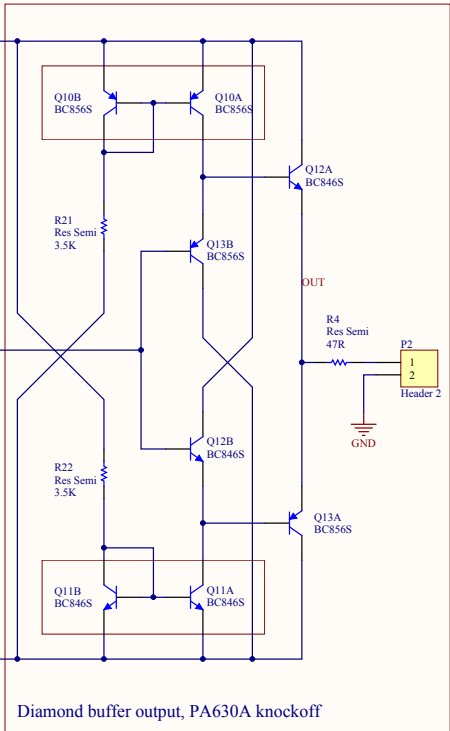 Q10B
BC856S
Q10A
BC856S
Q12A
BC846S
R21
Res Semi
3.5K
Q13B
BC856S
OUT
R4
Res Semi
47R
P2
1
2
Header 2
GND
Q12B
BC846S
R22
Res Semi
3.5K
Q13A
BC856S
Q11B
BC846S
Q11A
BC846S
Diamond buffer output, PA630A knockoff